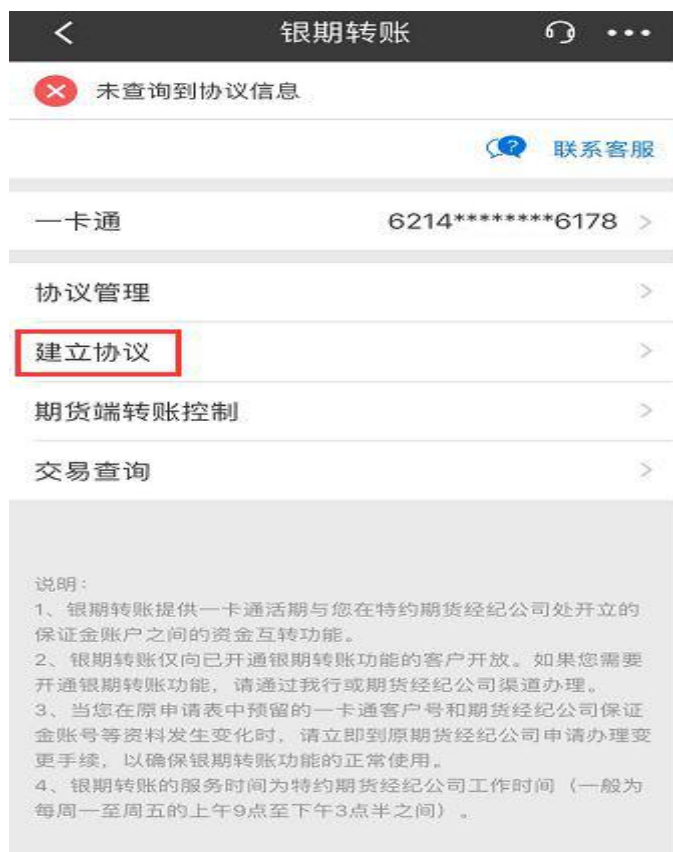 银期转账
未查询到协议信息
联系客服
一卡通 6214********6178
协议管理
建立协议
期货端转账控制
交易查询
说明：
1、银期转账提供一卡通活期与您在特约期货经纪公司处开立的
保证金账户之间的资金互转功能。
2、银期转账仅向已开通银期转账功能的客户开放。如果您需要
开通银期转账功能，请通过我行或期货经纪公司渠道办理。
3、当您在原申请表中预留的一卡通客户号和期货经纪公司保证
金账号等资料发生变化时，请立即到原期货经纪公司申请办理变
更手续，以确保银期转账功能的正常使用。
4、银期转账的服务时间为特约期货经纪公司工作时间（一般为
每周一至周五的上午9点至下午3点半之间）。